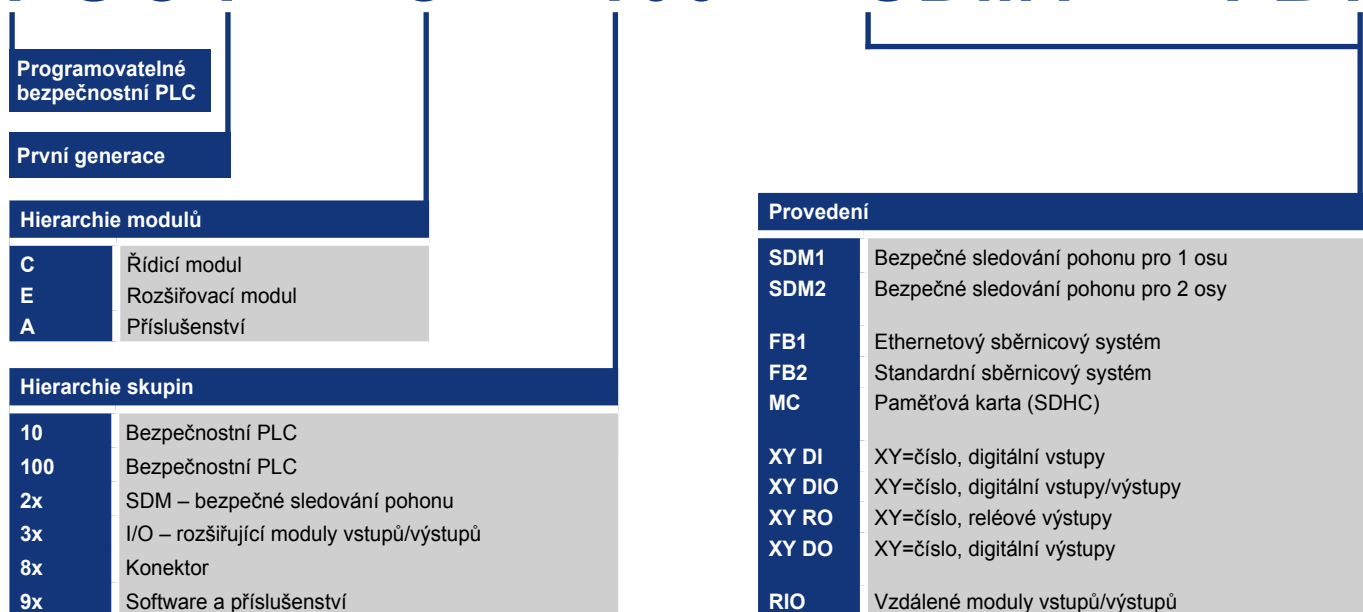 Programovatelné
bezpečnostní PLC
První generace
Hierarchie modulů
C Řídicí modul
E Rozšiřovací modul
A Příslušenství
Hierarchie skupin
10 Bezpečnostní PLC
100 Bezpečnostní PLC
2x SDM – bezpečné sledování pohonu
3x I/O – rozšiřující moduly vstupů/výstupů
8x Konektor
9x Software a příslušenství
Provedení
SDM1 Bezpečné sledování pohonu pro 1 osu
SDM2 Bezpečné sledování pohonu pro 2 osy
FB1 Ethernetový sběrnicový systém
FB2 Standardní sběrnicový systém
MC Paměťová karta (SDHC)
XY DI XY=číslo, digitální vstupy
XY DIO XY=číslo, digitální vstupy/výstupy
XY RO XY=číslo, reléové výstupy
XY DO XY=číslo, digitální výstupy
RIO Vzdálené moduly vstupů/výstupů